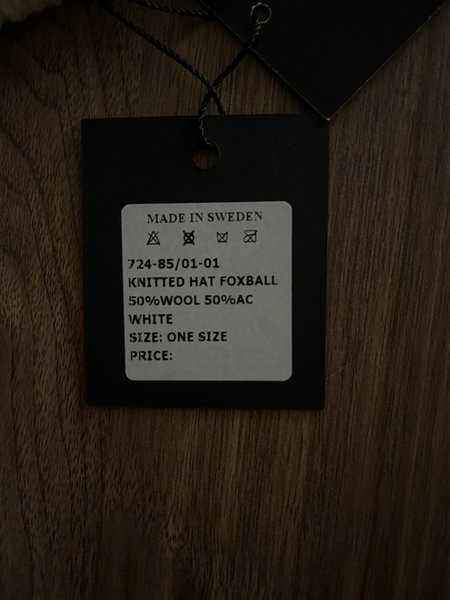 MADE IN SWEDEN
724-85/01-01
KNITTED HAT FOXBALL
50%WOOL 50%AC
WHITE
SIZE: ONE SIZE
PRICE: